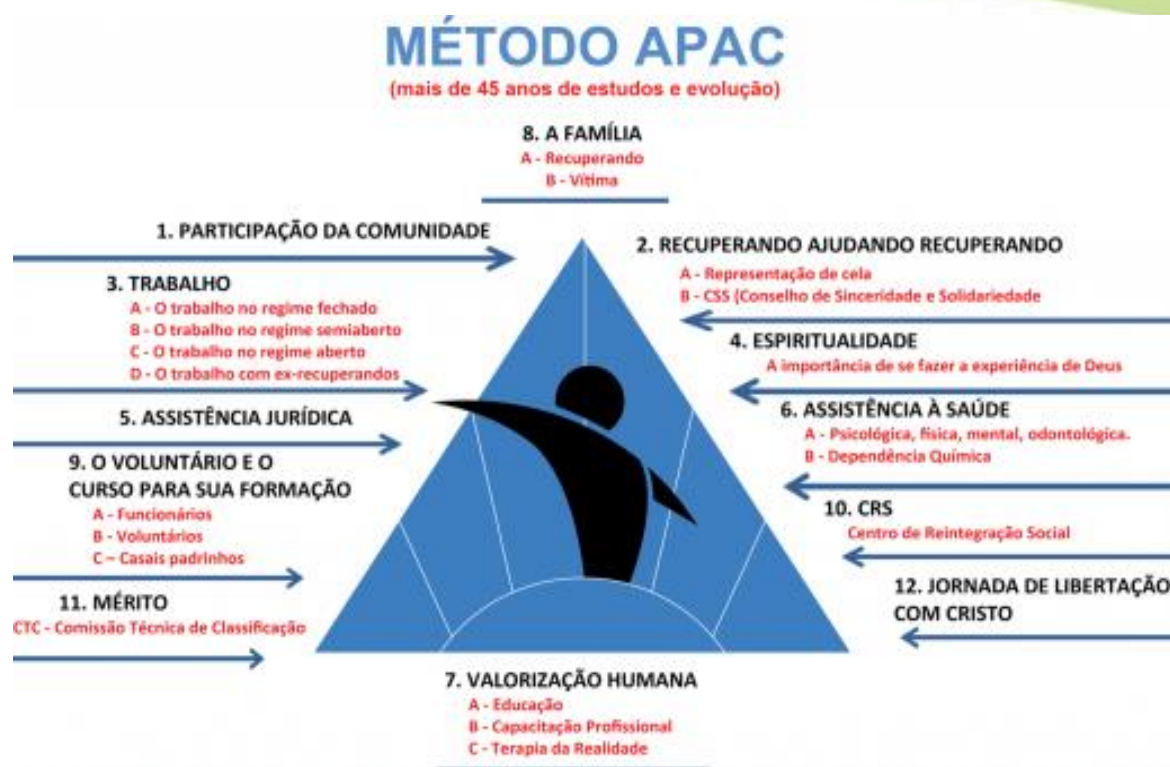 MÉTODO APAC
(mais de 45 anos de estudos e evolução)
8. A FAMÍLIA
A - Recuperando
B - Vítima
1. PARTICIPAÇÃO DA COMUNIDADE
2. RECUPERANDO AJUDANDO RECUPERANDO
A - Representação de cela
B - CSS (Conselho de Sinceridade e Solidariedade
3. TRABALHO
A - O trabalho no regime fechado
B - O trabalho no regime semiaberto
C - O trabalho no regime aberto
D - O trabalho com ex-recuperandos
4. ESPIRITUALIDADE
A importância de se fazer a experiência de Deus
5. ASSISTÊNCIA JURÍDICA
6. ASSISTÊNCIA À SAÚDE
A - Psicológica, física, mental, odontológica.
B - Dependência Química
9. O VOLUNTÁRIO E O
CURSO PARA SUA FORMAÇÃO
A - Funcionários
B - Voluntários
C – Casais padrinhos
10. CRS
Centro de Reintegração Social
11. MÉRITO
CTC - Comissão Técnica de Classificação
12. JORNADA DE LIBERTAÇÃO
COM CRISTO
7. VALORIZAÇÃO HUMANA
A - Educação
B - Capacitação Profissional
C - Terapia da Realidade